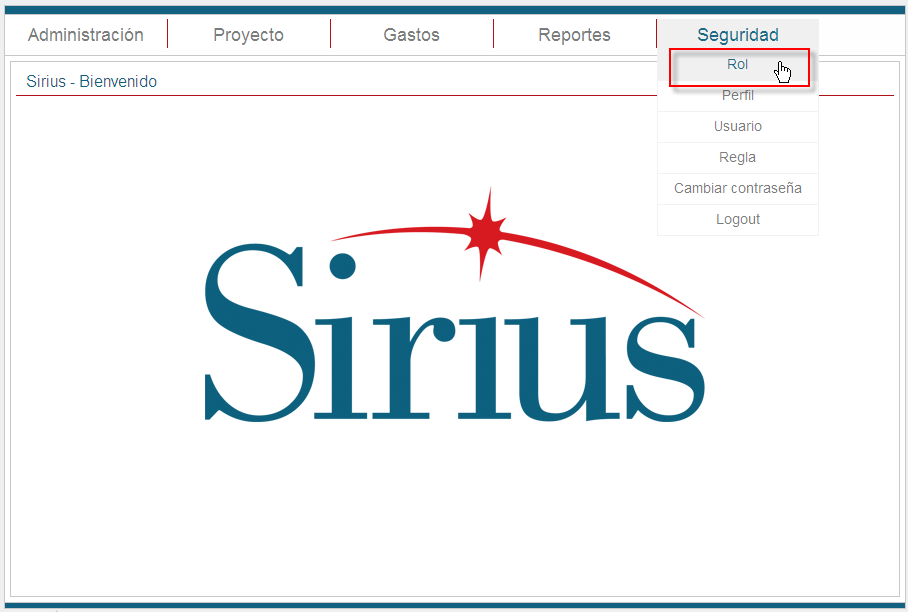 Administración Proyecto Gastos Reportes Seguridad
Rol
Sirius - Bienvenido
Perfil
Usuario
Regla
Cambiar contraseña
Logout
Sirius